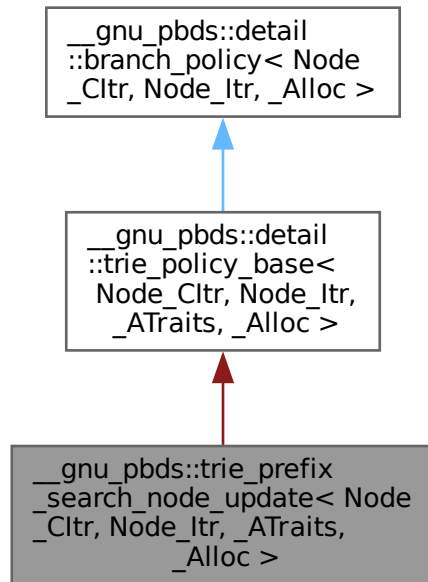 __gnu_pbds::detail
::branch_policy< Node
_CItr, Node_Itr, _Alloc >
__gnu_pbds::detail
::trie_policy_base<
Node_CItr, Node_Itr,
_ATraits, _Alloc >
__gnu_pbds::trie_prefix
_search_node_update< Node
_CItr, Node_Itr, _ATraits,
_Alloc >